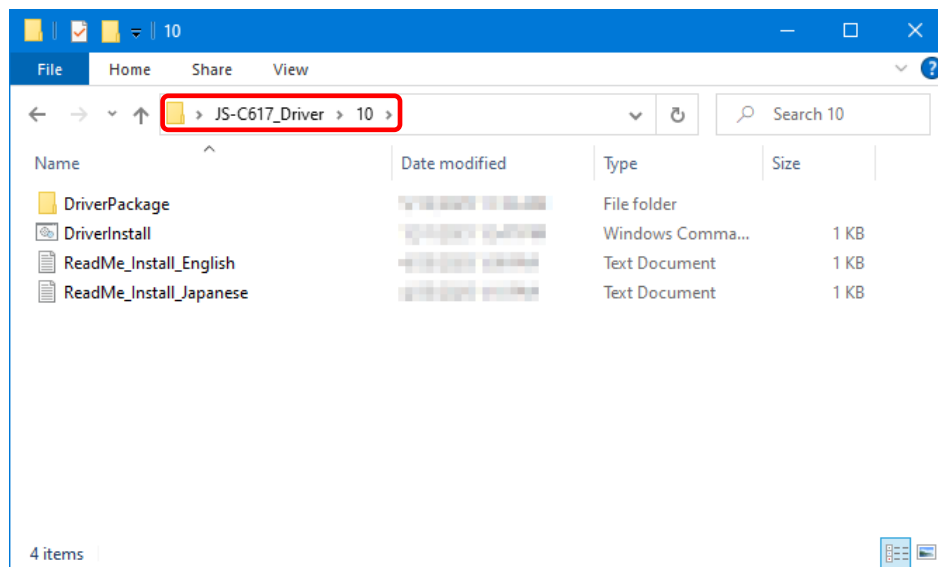 10
File Home Share View ?
JS-C617_Driver > 10 > Search 10
Name Date modified Type Size
DriverPackage File folder
DriverInstall Windows Comma... 1 KB
ReadMe_Install_English Text Document 1 KB
ReadMe_Install_Japanese Text Document 1 KB
4 items